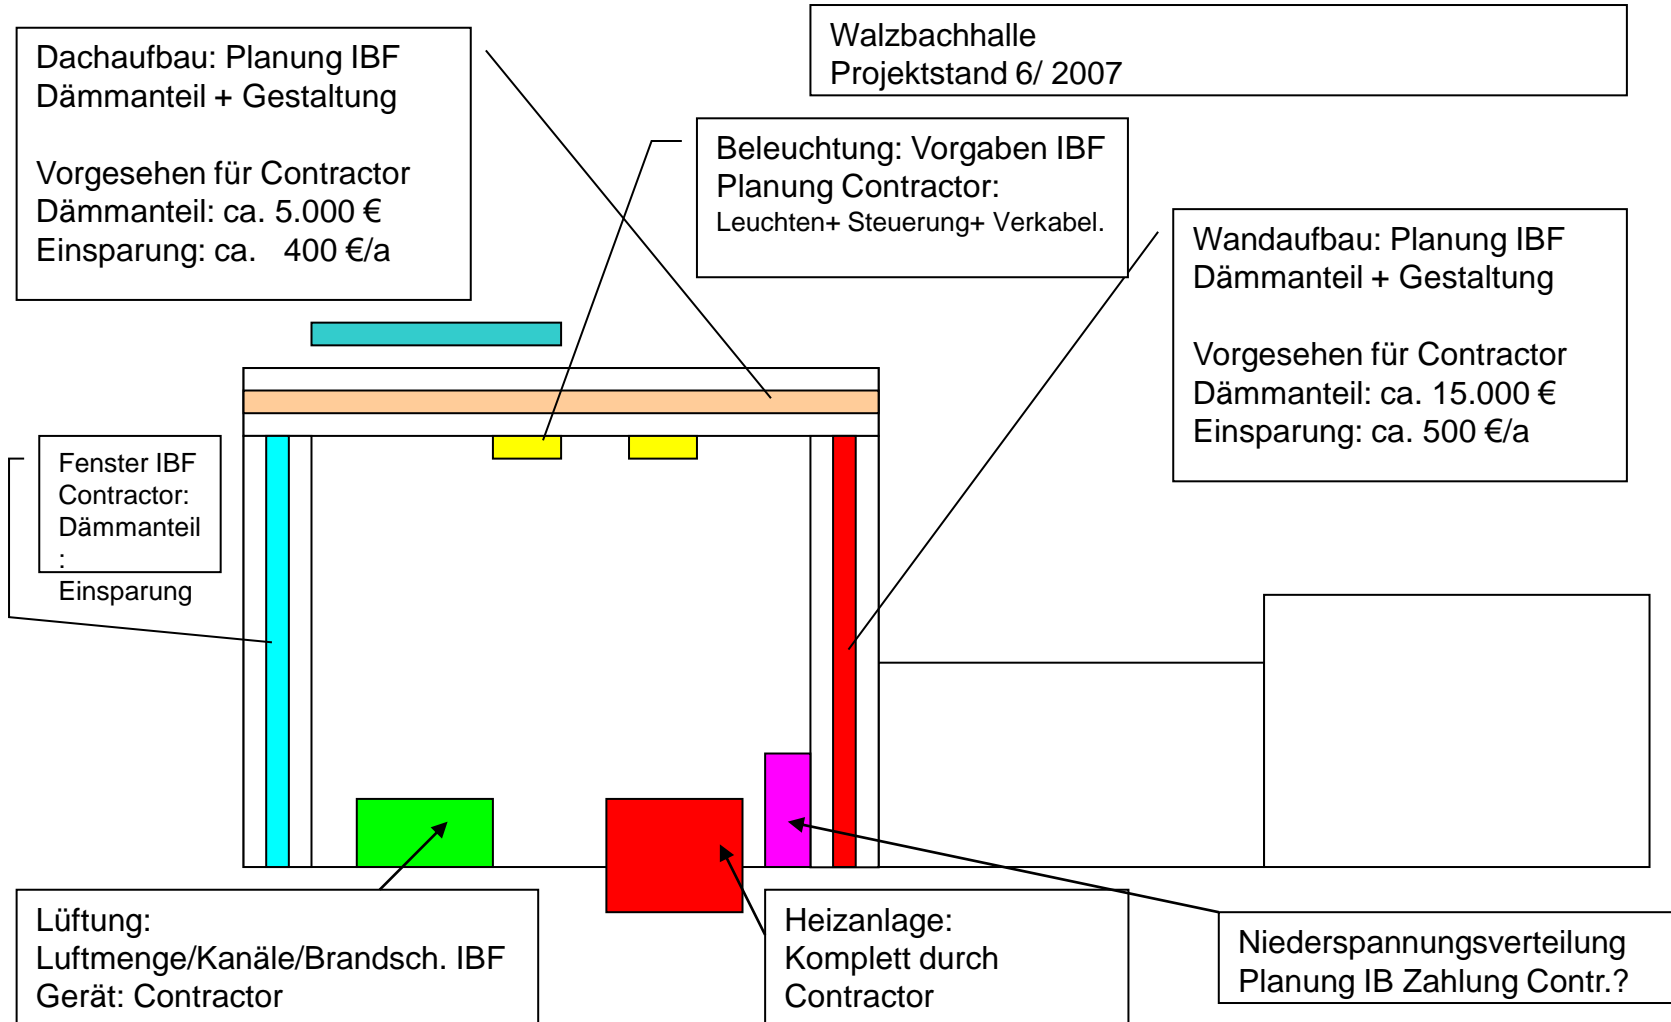 Walzbachhalle
Projektstand 6/ 2007
Dachaufbau: Planung IBF
Dämmanteil + Gestaltung
Vorgesehen für Contractor
Dämmanteil: ca. 5.000 €
Einsparung: ca. 400 €/a
Beleuchtung: Vorgaben IBF
Planung Contractor:
Leuchten+ Steuerung+ Verkabel.
Wandaufbau: Planung IBF
Dämmanteil + Gestaltung
Vorgesehen für Contractor
Dämmanteil: ca. 15.000 €
Einsparung: ca. 500 €/a
Fenster IBF
Contractor:
Dämmanteil
:
Einsparung
Lüftung:
Luftmenge/Kanäle/Brandsch. IBF
Gerät: Contractor
Heizanlage:
Komplett durch
Contractor
Niederspannungsverteilung
Planung IB Zahlung Contr.?